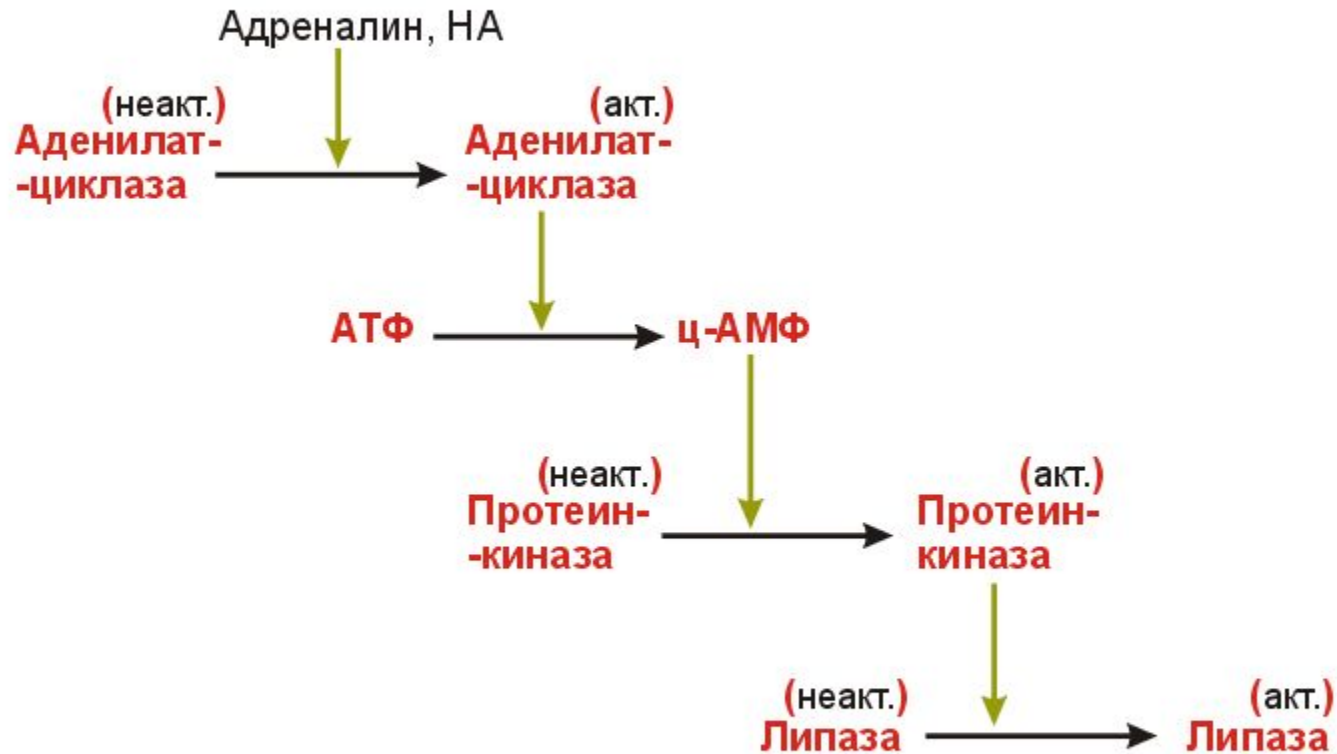 Адреналин, НА
(неакт.)
Аденилат-
-циклаза
(акт.)
Аденилат-
-циклаза
АТФ
ц-АМФ
(неакт.)
Протеин-
-киназа
(акт.)
Протеин-
киназа
(неакт.)
Липаза
(акт.)
Липаза